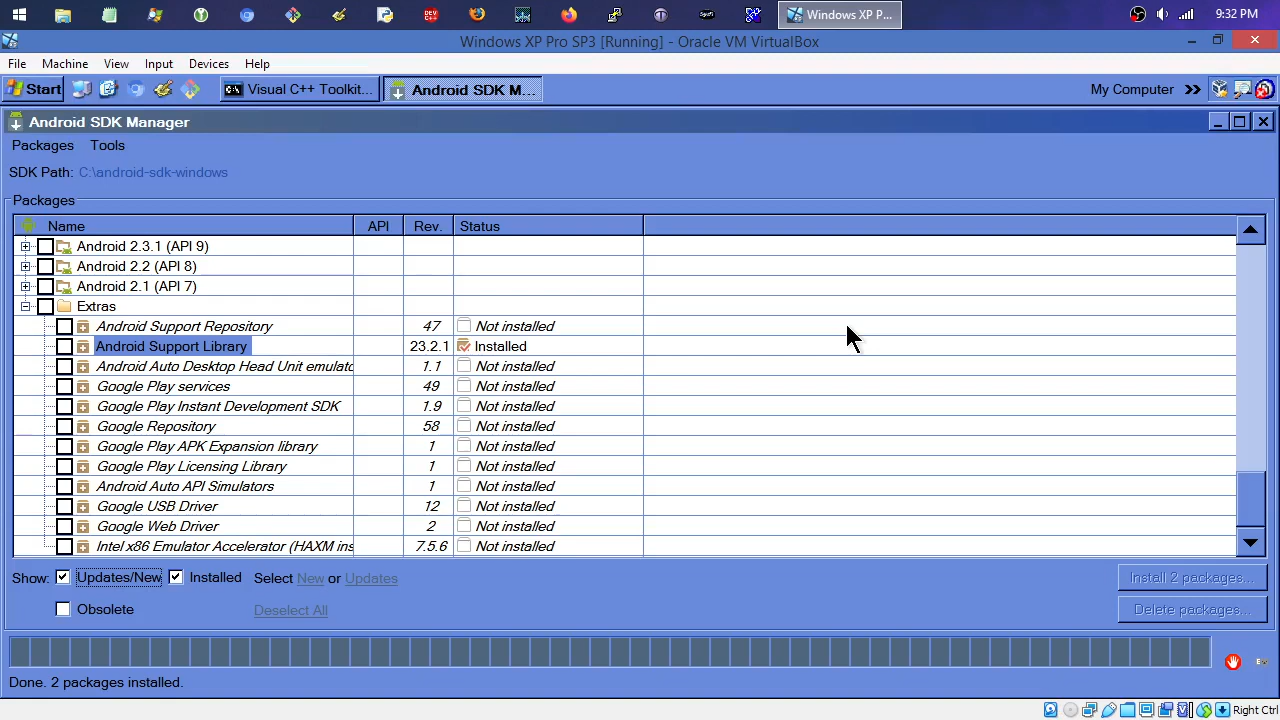 Windows XP P...
9:32 PM
Windows XP Pro SP3 [Running] - Oracle VM VirtualBox
File Machine View Input Devices Help
Start Visual C++ Toolkit... Android SDK M... My Computer >>
Android SDK Manager
Packages Tools
SDK Path: C:\android-sdk-windows
Packages
Name API Rev. Status
Android 2.3.1 (API 9)
Android 2.2 (API 8)
Android 2.1 (API 7)
Extras
Android Support Repository 47 Not installed
Android Support Library 23.2.1 Installed
Android Auto Desktop Head Unit emulato 1.1 Not installed
Google Play services 49 Not installed
Google Play Instant Development SDK 1.9 Not installed
Google Repository 58 Not installed
Google Play APK Expansion library 1 Not installed
Google Play Licensing Library 1 Not installed
Android Auto API Simulators 1 Not installed
Google USB Driver 12 Not installed
Google Web Driver 2 Not installed
Intel x86 Emulator Accelerator (HAXM ins 7.5.6 Not installed
Show: Updates/New Installed Select New or Updates Install 2 packages...
Obsolete Deselect All Delete packages...
Done. 2 packages installed.
Right Ctrl